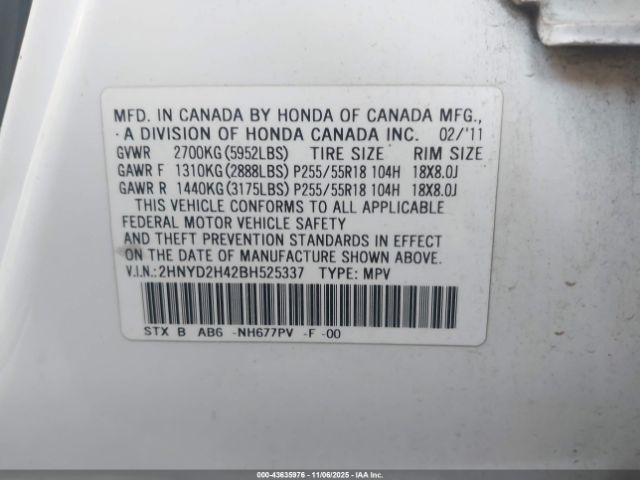 MFD. IN CANADA BY HONDA OF CANADA MFG.,
A DIVISION OF HONDA CANADA INC. 02/'11
GVWR 2700KG(5952LBS) TIRE SIZE RIM SIZE
GAWR F 1310KG(2888LBS) P255/55R18 104H 18X8.0J
GAWR R 1440KG(3175LBS) P255/55R18 104H 18X8.0J
THIS VEHICLE CONFORMS TO ALL APPLICABLE
FEDERAL MOTOR VEHICLE SAFETY
AND THEFT PREVENTION STANDARDS IN EFFECT
ON THE DATE OF MANUFACTURE SHOWN ABOVE.
V.I.N.: 2HNYD2H42BH525337 TYPE: MPV
STX B AB6 -NH677PV -F -00
000-43635976 - 11/06/2025 - IAAI.COM